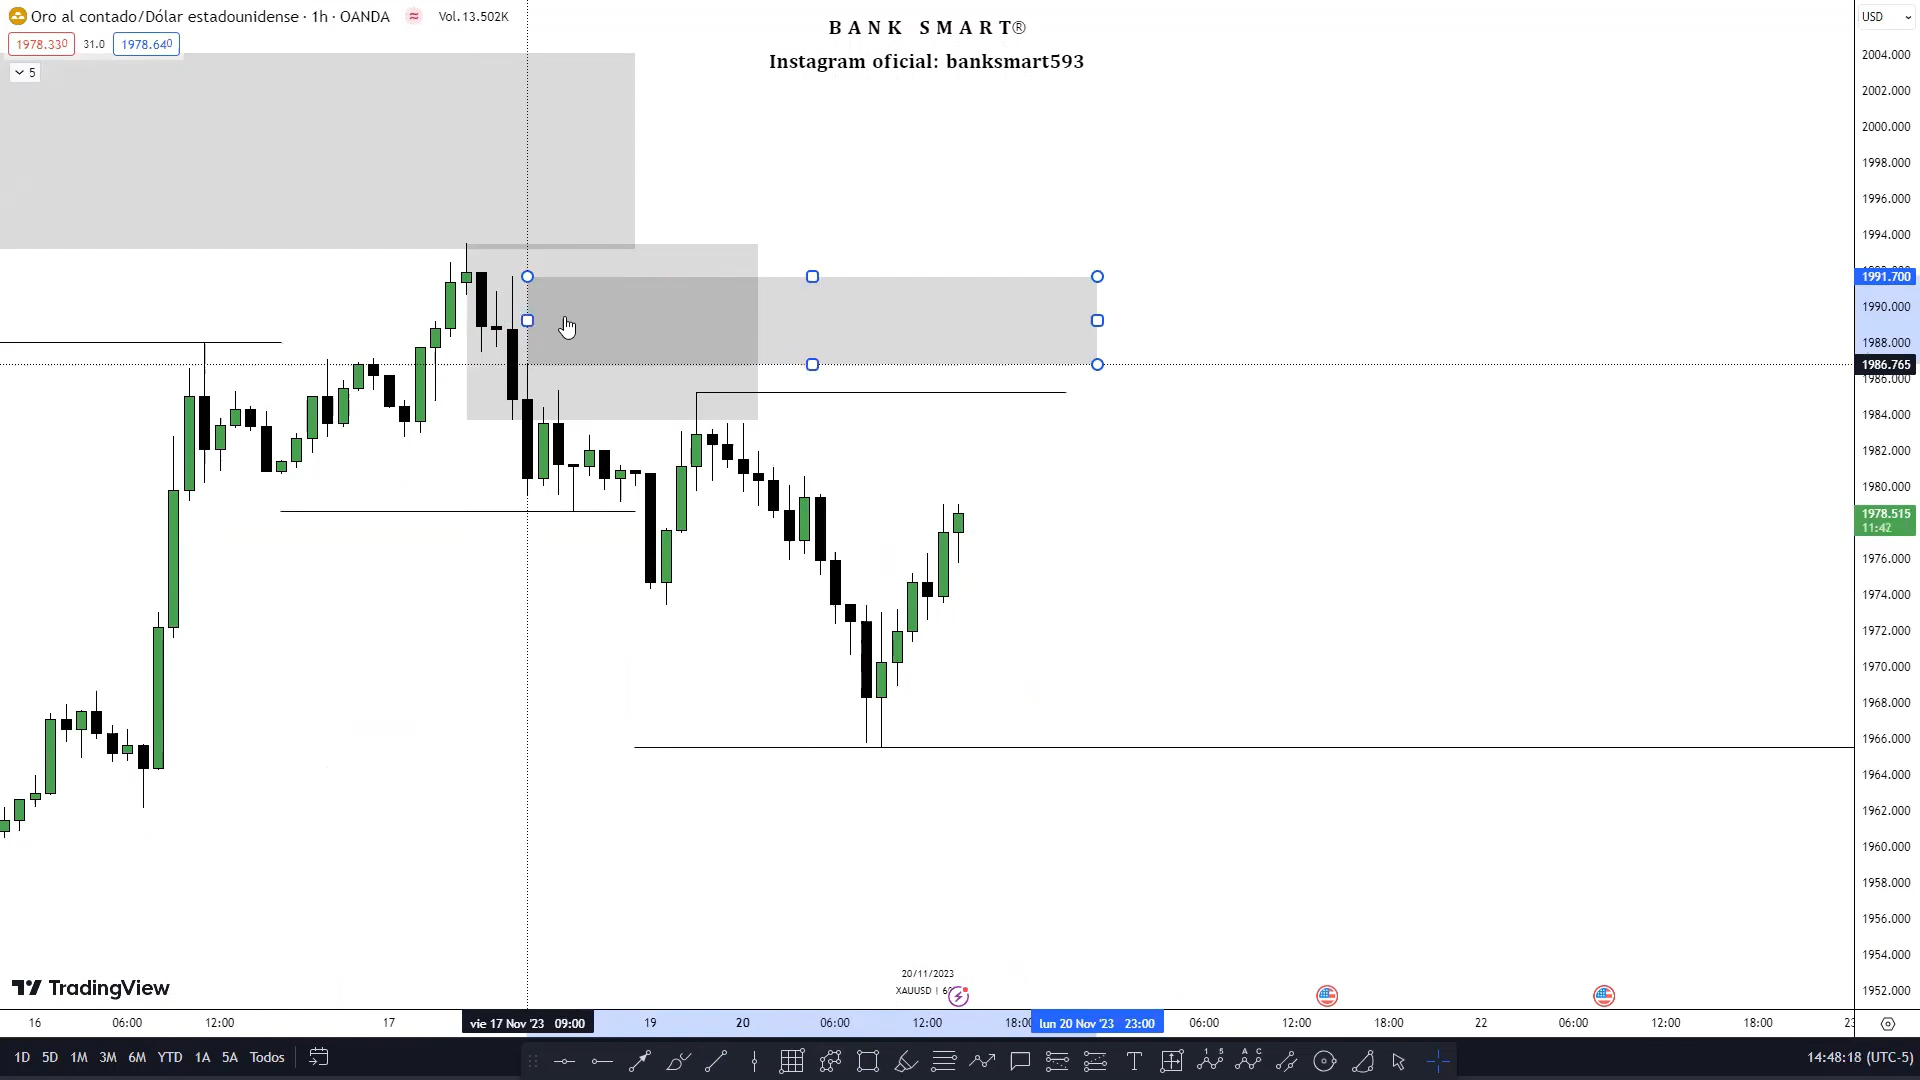 Oro al contado/Dólar estadounidense · 1h · OANDA
Vol. 13.502K
1978.330 31.0 1978.640
5
B A N K S M A R T®
Instagram oficial: banksmart593
USD
2004.000
2002.000
2000.000
1998.000
1996.000
1994.000
1991.700
1990.000
1988.000
1986.765
1986.000
1984.000
1982.000
1980.000
1978.515
11:42
1976.000
1974.000
1972.000
1970.000
1968.000
1966.000
1964.000
1962.000
1960.000
1958.000
1956.000
1954.000
1952.000
20/11/2023
XAUUSD | 6
TradingView
16 06:00 12:00 17 vie 17 Nov '23 09:00 19 20 06:00 12:00 18:00 lun 20 Nov '23 23:00 06:00 12:00 18:00 22 06:00 12:00 18:00 23
1D 5D 1M 3M 6M YTD 1A 5A Todos
14:48:18 (UTC-5)